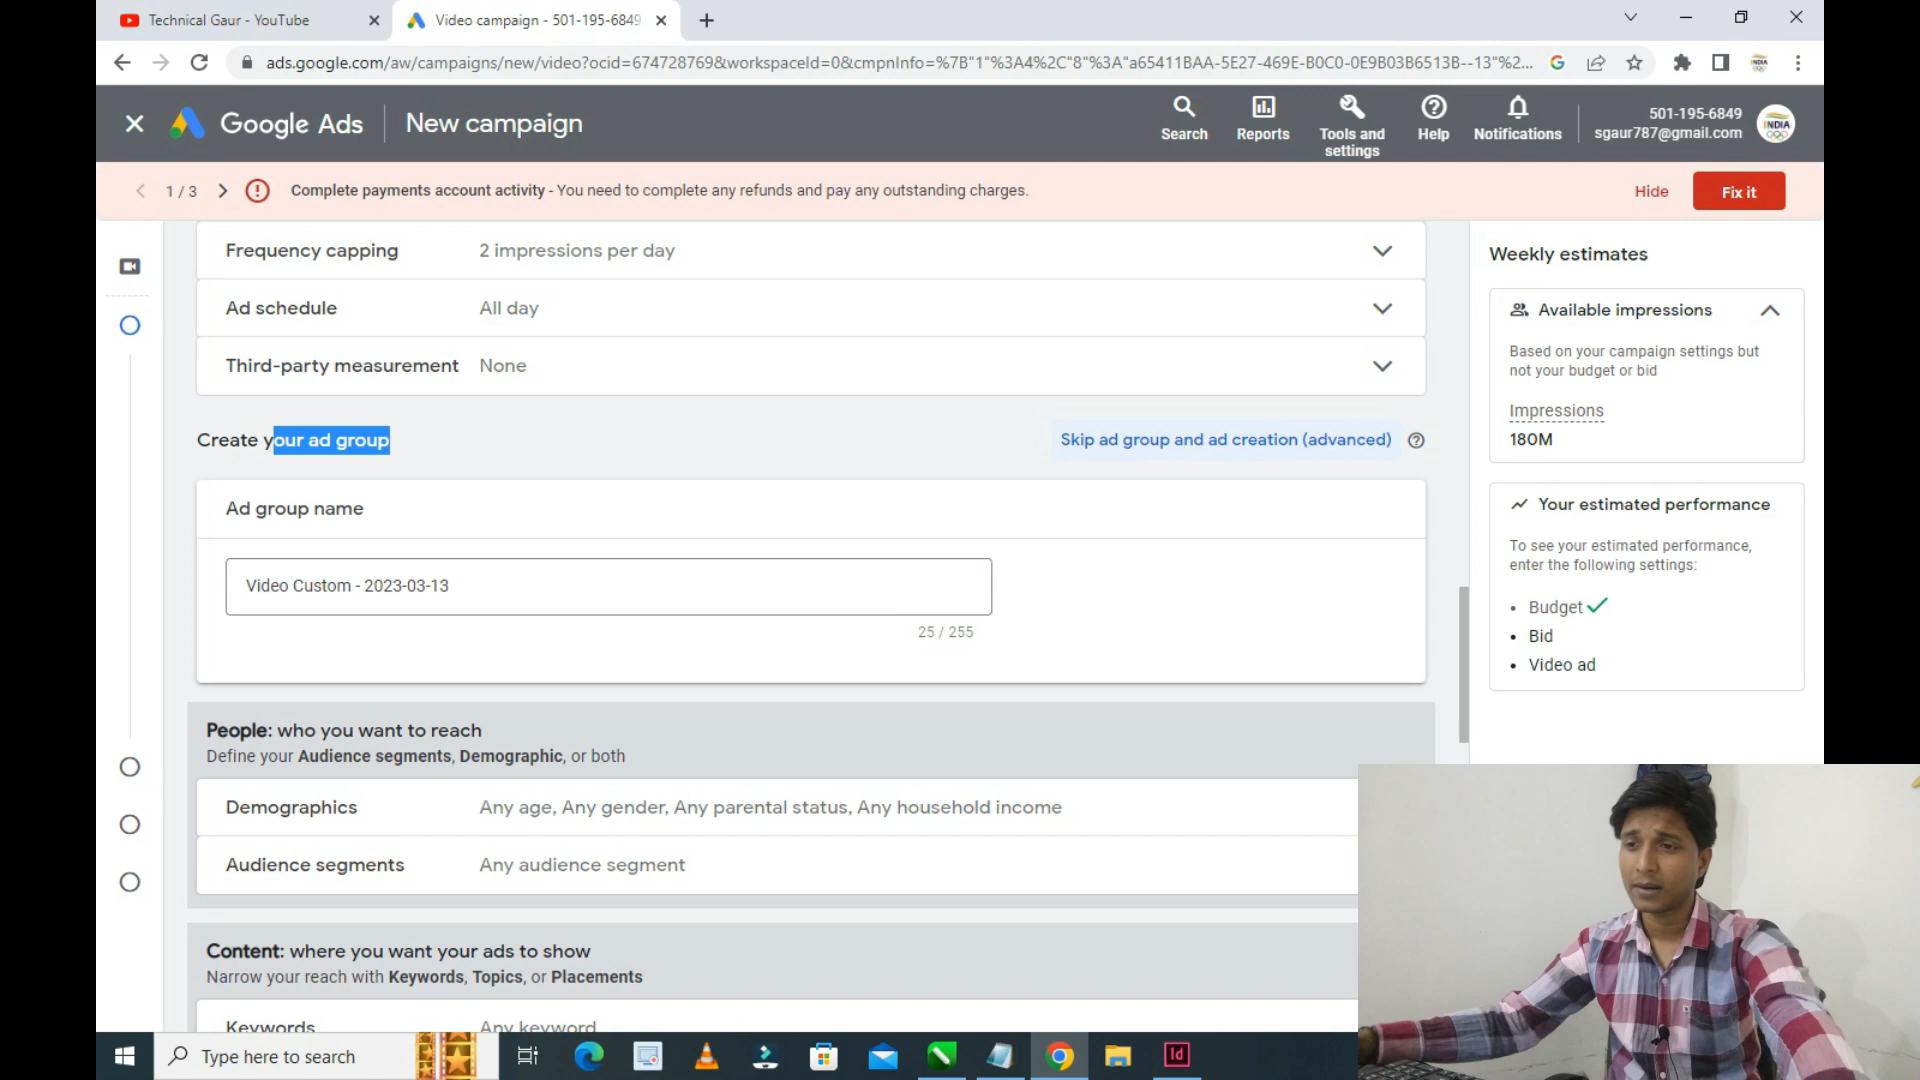 Technical Gaur - YouTube
Video campaign - 501-195-6849
ads.google.com/aw/campaigns/new/video?ocid=674728769&workspaceId=0&cmpnInfo=%7B"1"%3A4%2C"8"%3A"a65411BAA-5E27-469E-B0C0-0E9B03B6513B--13"%2...
Google Ads
New campaign
Search
Reports
Tools and settings
Help
Notifications
501-195-6849
sgaur787@gmail.com
INDIA
1 / 3
Complete payments account activity - You need to complete any refunds and pay any outstanding charges.
Hide
Fix it
Frequency capping 2 impressions per day
Ad schedule All day
Third-party measurement None
Create your ad group
Skip ad group and ad creation (advanced)
Ad group name
Video Custom - 2023-03-13
25 / 255
People: who you want to reach
Define your Audience segments, Demographic, or both
Demographics Any age, Any gender, Any parental status, Any household income
Audience segments Any audience segment
Content: where you want your ads to show
Narrow your reach with Keywords, Topics, or Placements
Keywords Any keyword
Weekly estimates
Available impressions
Based on your campaign settings but
not your budget or bid
Impressions
180M
Your estimated performance
To see your estimated performance,
enter the following settings:
• Budget
• Bid
• Video ad
Type here to search
Id